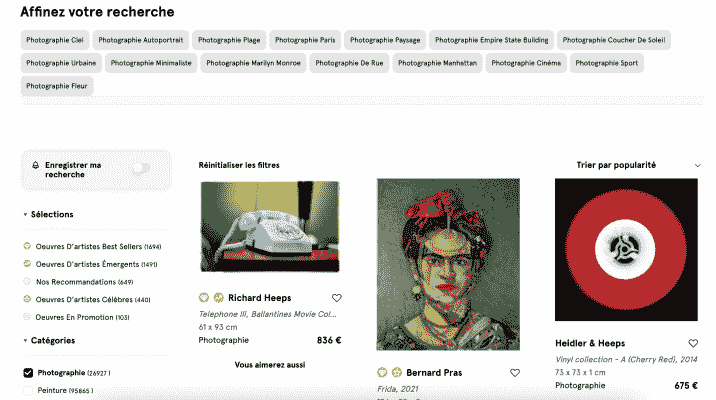 Affinez votre recherche
Photographie Ciel
Photographie Autoportrait
Photographie Plage
Photographie Paris
Photographie Paysage
Photographie Empire State Building
Photographie Coucher De Soleil
Photographie Urbaine
Photographie Minimaliste
Photographie Marilyn Monroe
Photographie De Rue
Photographie Manhattan
Photographie Cinéma
Photographie Sport
Photographie Fleur
Enregistrer ma
recherche
Sélections
Oeuvres D'artistes Best Sellers (1694)
Oeuvres D'artistes Émergents (1491)
Nos Recommandations (649)
Oeuvres D'artistes Célèbres (440)
Oeuvres En Promotion (103)
Catégories
Photographie (26927 )
Peinture (95865 )
Réinitialiser les filtres
Trier par popularité
Richard Heeps
Telephone III, Ballantines Movie Col...
61 x 93 cm
Photographie 836 €
Vous aimerez aussi
Bernard Pras
Frida, 2021
Heidler & Heeps
Vinyl collection - A (Cherry Red), 2014
73 x 73 x 1 cm
Photographie 675 €